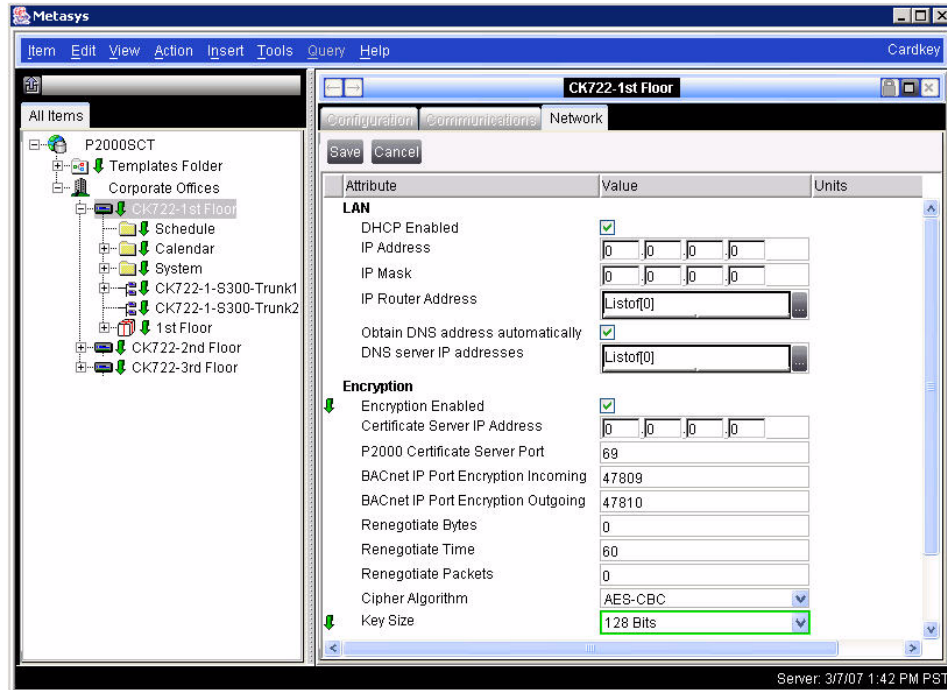 Metasys
Item Edit View Action Insert Tools Query Help Cardkey
CK722-1st Floor
All Items
Configuration Communications Network
Save Cancel
P2000SCT
Templates Folder
Corporate Offices
CK722-1st Floor
Schedule
Calendar
System
CK722-1-S300-Trunk1
CK722-1-S300-Trunk2
1st Floor
CK722-2nd Floor
CK722-3rd Floor
Attribute Value Units
LAN
DHCP Enabled
IP Address 0 .0 .0 .0
IP Mask 0 .0 .0 .0
IP Router Address Listof[0] ...
Obtain DNS address automatically
DNS server IP addresses Listof[0] ...
Encryption
Encryption Enabled
Certificate Server IP Address 0 .0 .0 .0
P2000 Certificate Server Port 69
BACnet IP Port Encryption Incoming 47809
BACnet IP Port Encryption Outgoing 47810
Renegotiate Bytes 0
Renegotiate Time 60
Renegotiate Packets 0
Cipher Algorithm AES-CBC
Key Size 128 Bits
Server: 3/7/07 1:42 PM PST